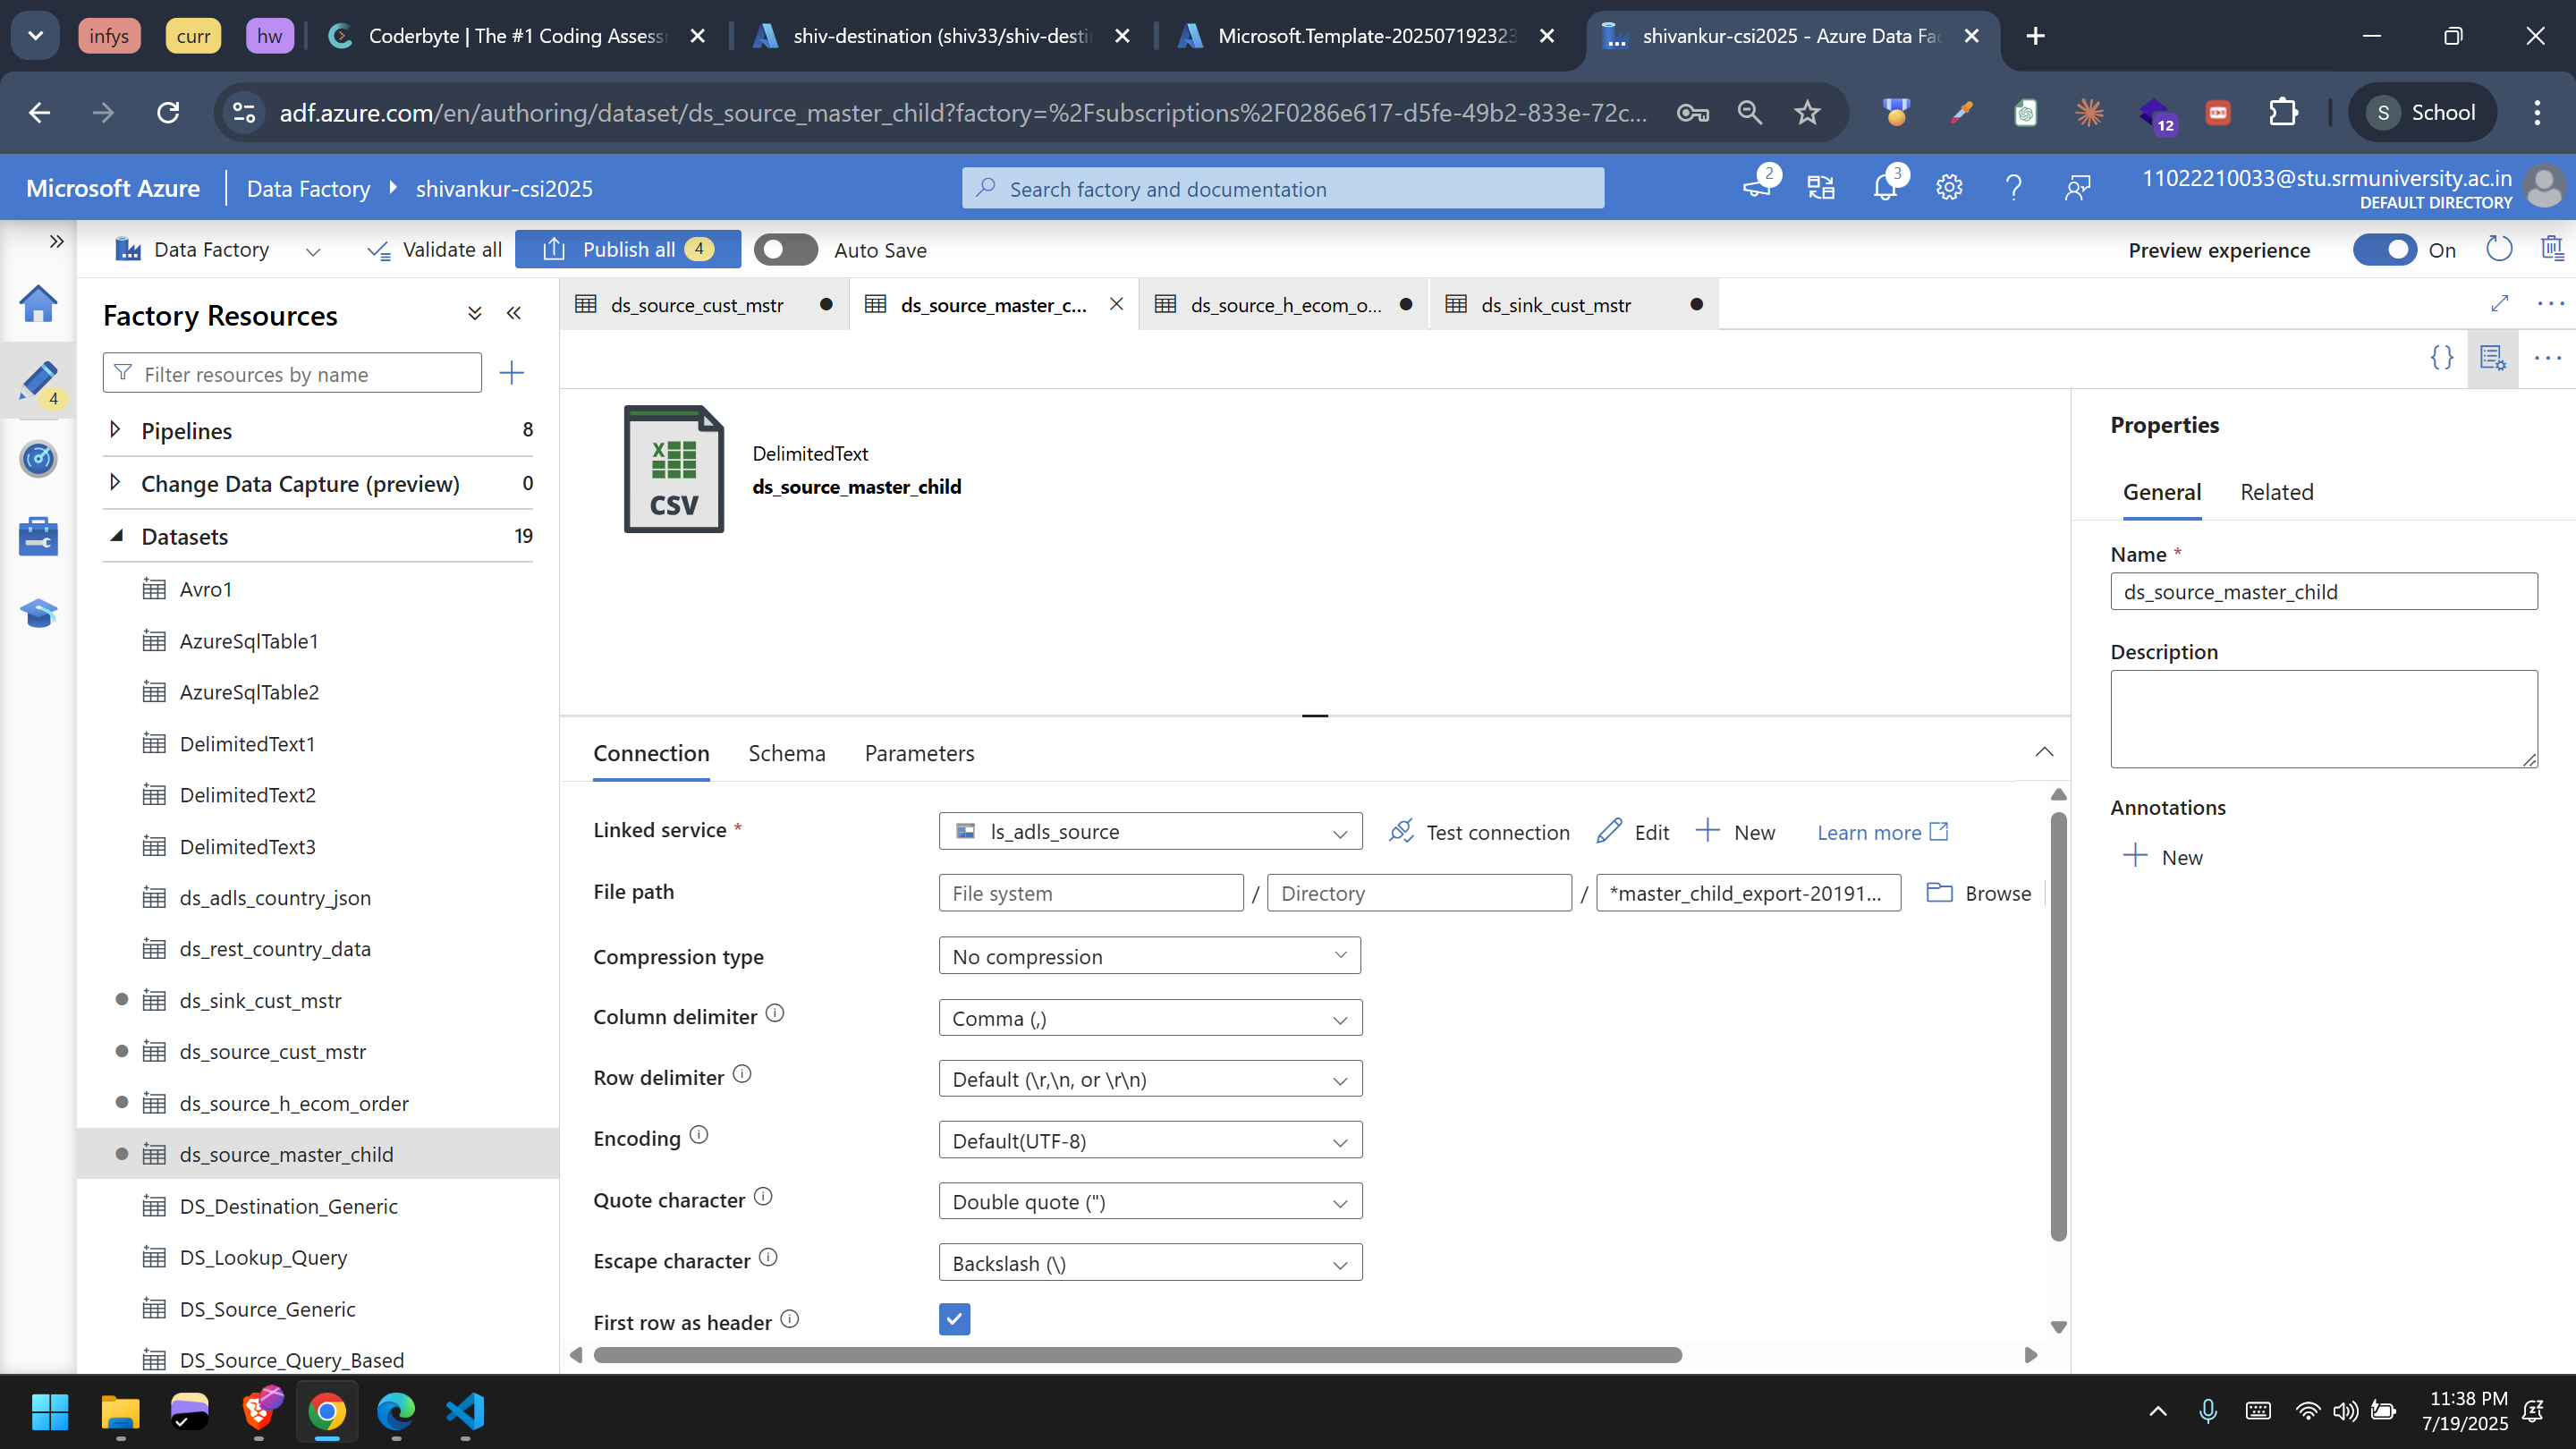 infys
curr
hw
Coderbyte | The #1 Coding Assess
shiv-destination (shiv33/shiv-desti
Microsoft.Template-202507192323
shivankur-csi2025 - Azure Data Fac
adf.azure.com/en/authoring/dataset/ds_source_master_child?factory=%2Fsubscriptions%2F0286e617-d5fe-49b2-833e-72c...
12
S
School
Microsoft Azure
Data Factory
shivankur-csi2025
Search factory and documentation
2
3
11022210033@stu.srmuniversity.ac.in
DEFAULT DIRECTORY
Data Factory
Validate all
Publish all
4
Auto Save
Preview experience
On
Factory Resources
Filter resources by name
4
Pipelines
8
Change Data Capture (preview)
0
Datasets
19
Avro1
AzureSqlTable1
AzureSqlTable2
DelimitedText1
DelimitedText2
DelimitedText3
ds_adls_country_json
ds_rest_country_data
ds_sink_cust_mstr
ds_source_cust_mstr
ds_source_h_ecom_order
ds_source_master_child
DS_Destination_Generic
DS_Lookup_Query
DS_Source_Generic
DS_Source_Query_Based
ds_source_cust_mstr
ds_source_master_c...
ds_source_h_ecom_o...
ds_sink_cust_mstr
{}
X
CSV
DelimitedText
ds_source_master_child
Connection
Schema
Parameters
Linked service *
ls_adls_source
Test connection
Edit
New
Learn more
File path
File system
/
Directory
/
*master_child_export-20191...
Browse
Compression type
No compression
Column delimiter
Comma (,)
Row delimiter
Default (\r,\n, or \r\n)
Encoding
Default(UTF-8)
Quote character
Double quote (")
Escape character
Backslash (\)
First row as header
Properties
General
Related
Name *
ds_source_master_child
Description
Annotations
New
11:38 PM
7/19/2025